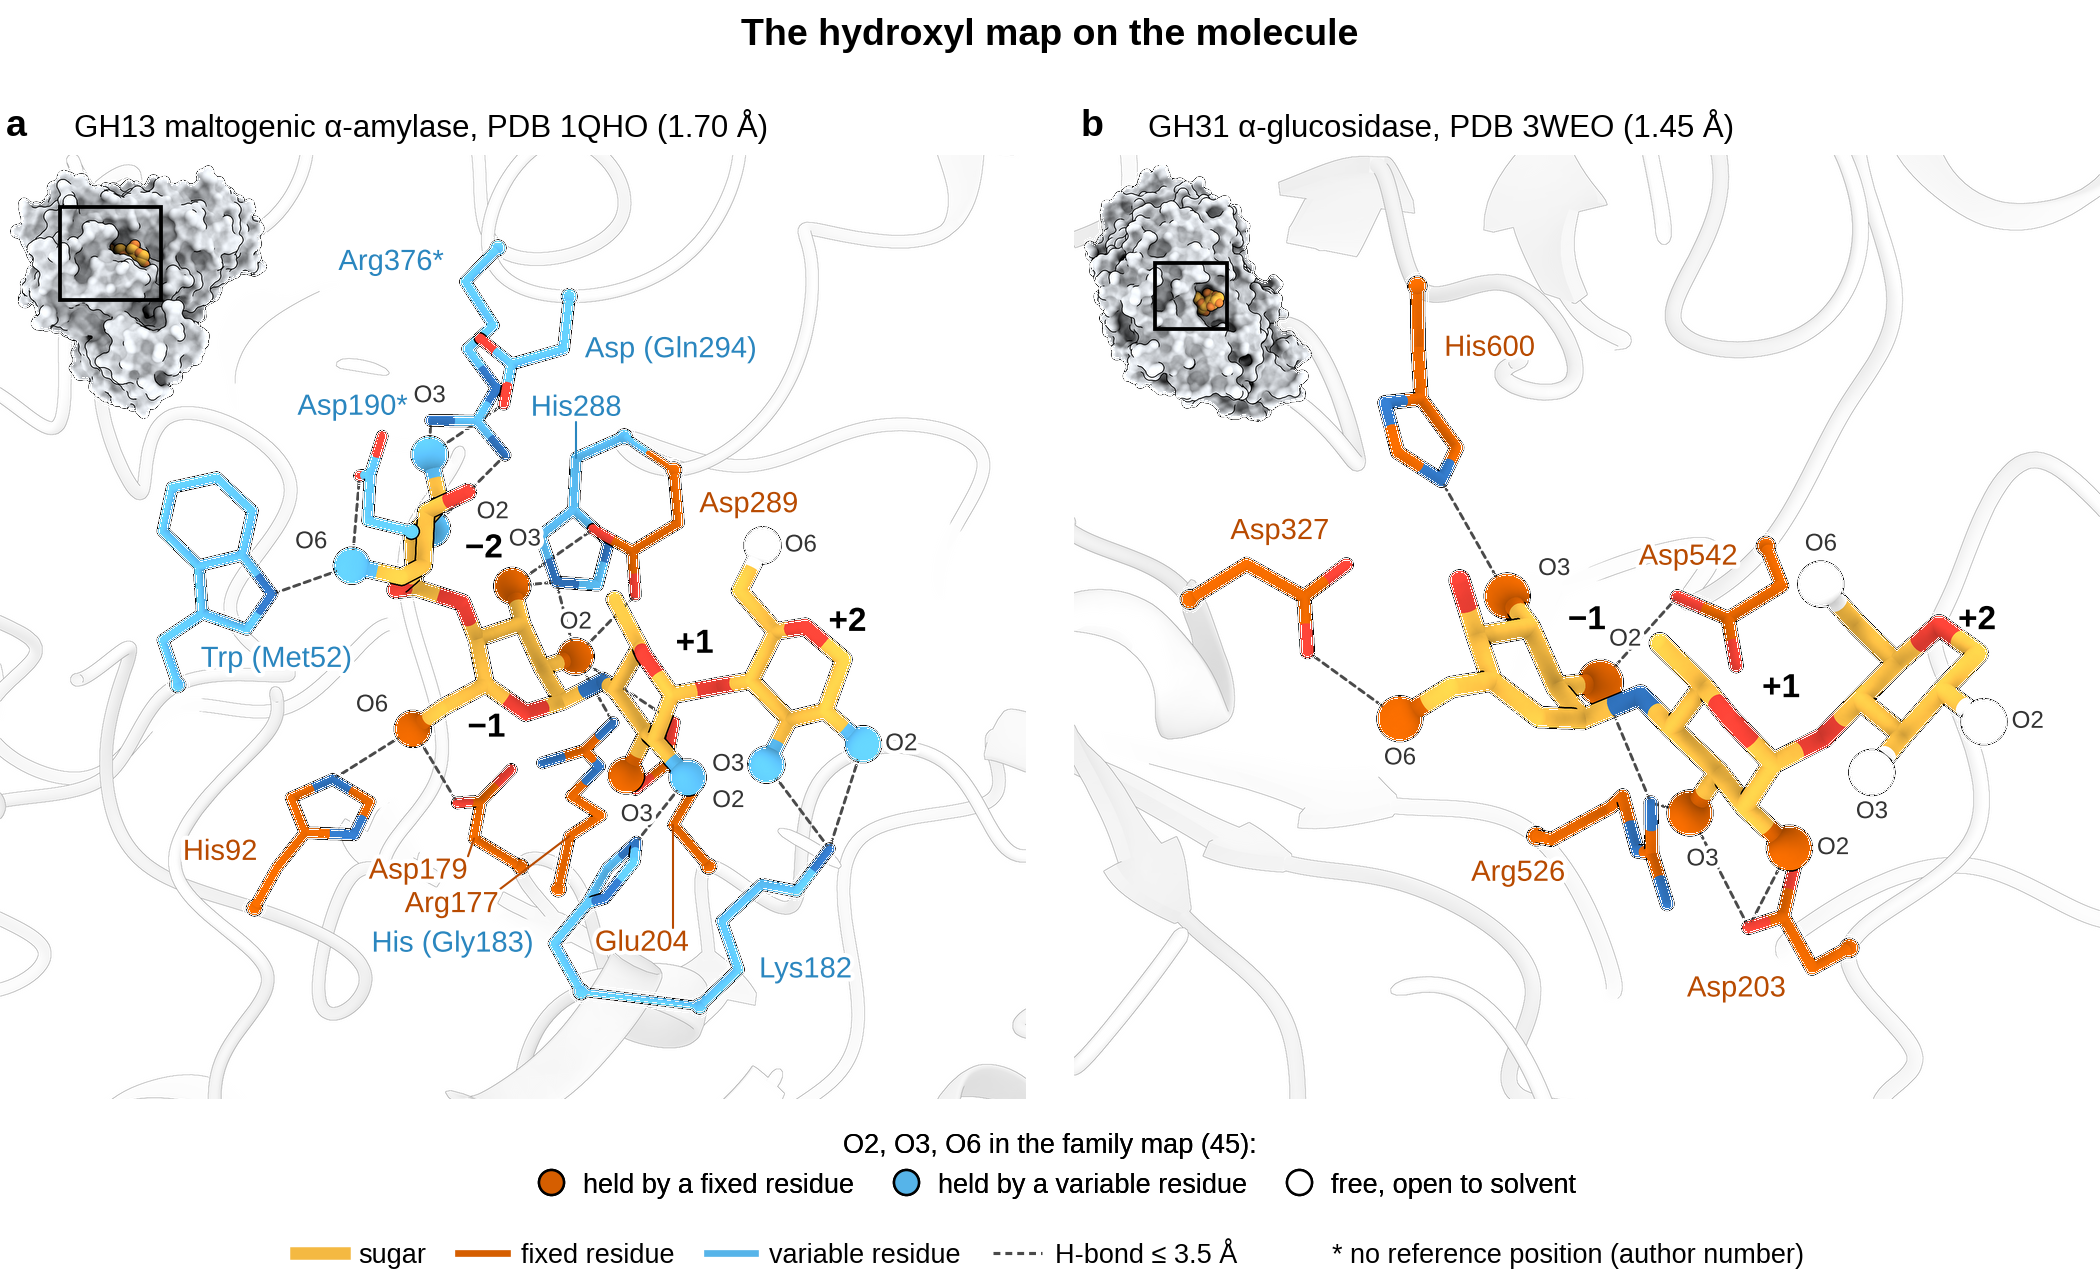 The hydroxyl map on the molecule
a GH13 maltogenic α-amylase, PDB 1QHO (1.70 Å)
Arg376*
Asp (Gln294)
Asp190* O3 His288
Asp289
O2
O6 −2 O3 O6
O2 +2
+1
Trp (Met52)
O6 −1
O3 O2
O2
O3
His92
Asp179
Arg177
His (Gly183) Glu204
Lys182
b GH31 α-glucosidase, PDB 3WEO (1.45 Å)
His600
Asp327
Asp542 O6
O3
−1 +2
O2
+1
O2
O6
O3
O3 O2
Arg526
Asp203
O2, O3, O6 in the family map (45):
held by a fixed residue held by a variable residue free, open to solvent
sugar fixed residue variable residue H-bond ≤ 3.5 Å * no reference position (author number)